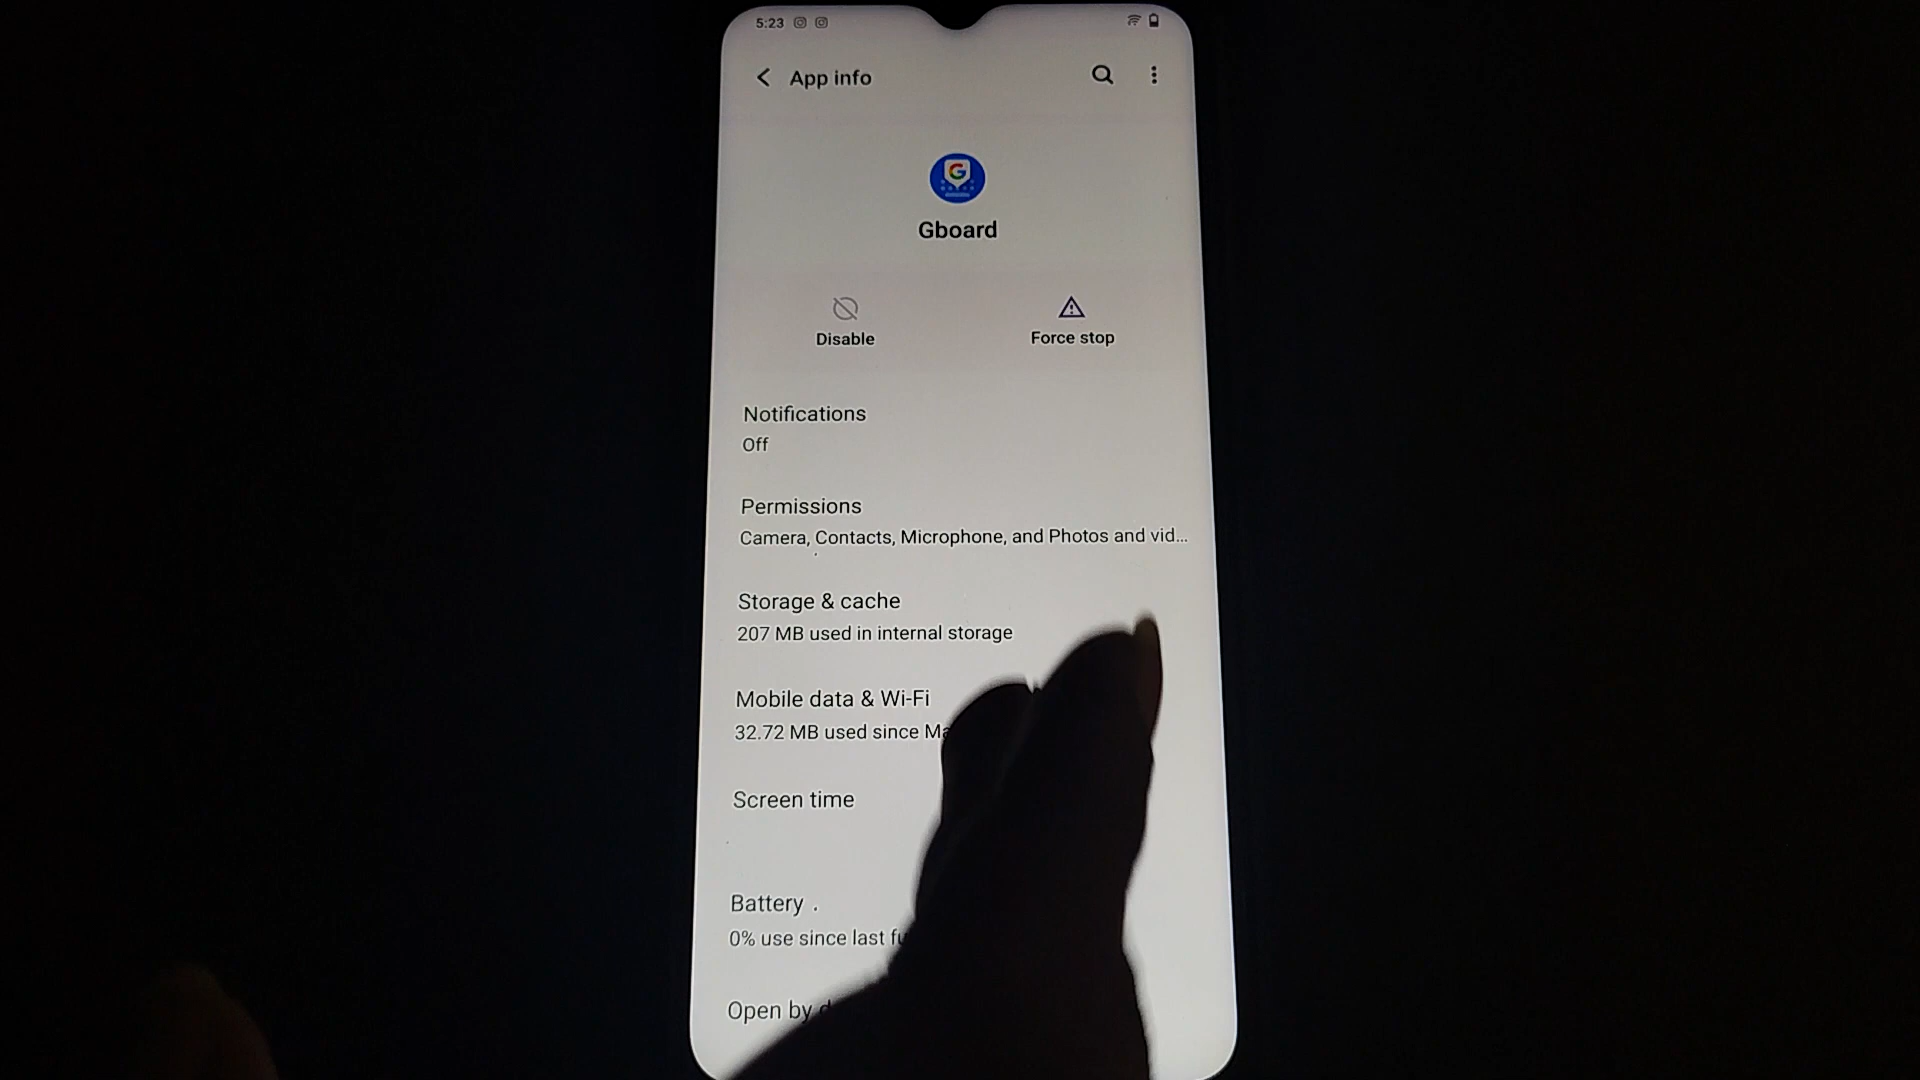 5:23
App info
G
Gboard
Disable
Force stop
Notifications
Off
Permissions
Camera, Contacts, Microphone, and Photos and vid...
Storage & cache
207 MB used in internal storage
Mobile data & Wi-Fi
32.72 MB used since
Screen time
Battery
0% use since last
Open by